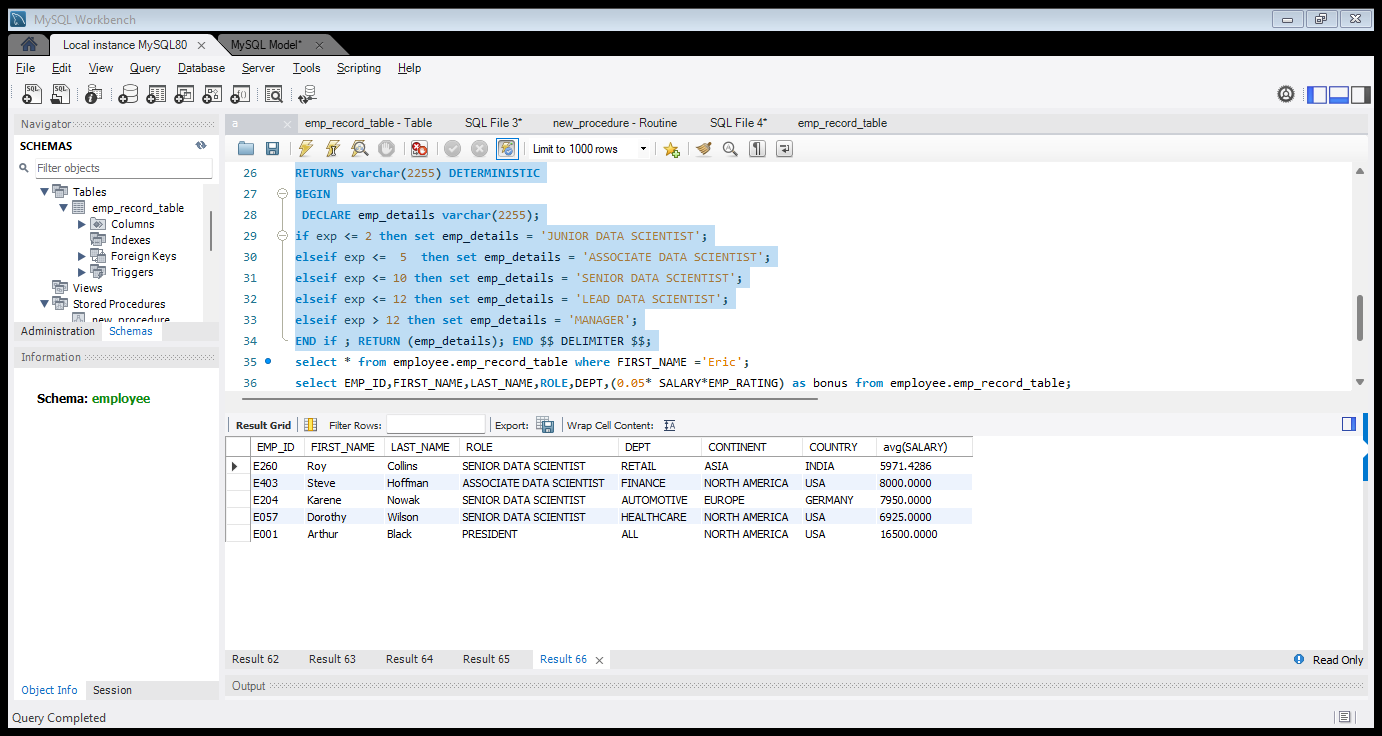 MySQL Workbench
Local instance MySQL80
MySQL Model*
File Edit View Query Database Server Tools Scripting Help
Navigator
SCHEMAS
Filter objects
Tables
emp_record_table
Columns
Indexes
Foreign Keys
Triggers
Views
Stored Procedures
new_procedure
Administration Schemas
Information
Schema: employee
Object Info Session
Query Completed
a emp_record_table - Table SQL File 3* new_procedure - Routine SQL File 4* emp_record_table
Limit to 1000 rows
26 RETURNS varchar(2255) DETERMINISTIC
27 BEGIN
28 DECLARE emp_details varchar(2255);
29 if exp <= 2 then set emp_details = 'JUNIOR DATA SCIENTIST';
30 elseif exp <=  5  then set emp_details = 'ASSOCIATE DATA SCIENTIST';
31 elseif exp <= 10 then set emp_details = 'SENIOR DATA SCIENTIST';
32 elseif exp <= 12 then set emp_details = 'LEAD DATA SCIENTIST';
33 elseif exp > 12 then set emp_details = 'MANAGER';
34 END if ; RETURN (emp_details); END $$ DELIMITER $$;
35 select * from employee.emp_record_table where FIRST_NAME ='Eric';
36 select EMP_ID,FIRST_NAME,LAST_NAME,ROLE,DEPT,(0.05* SALARY*EMP_RATING) as bonus from employee.emp_record_table;
Result Grid Filter Rows: Export: Wrap Cell Content:
EMP_ID FIRST_NAME LAST_NAME ROLE DEPT CONTINENT COUNTRY avg(SALARY)
E260 Roy Collins SENIOR DATA SCIENTIST RETAIL ASIA INDIA 5971.4286
E403 Steve Hoffman ASSOCIATE DATA SCIENTIST FINANCE NORTH AMERICA USA 8000.0000
E204 Karene Nowak SENIOR DATA SCIENTIST AUTOMOTIVE EUROPE GERMANY 7950.0000
E057 Dorothy Wilson SENIOR DATA SCIENTIST HEALTHCARE NORTH AMERICA USA 6925.0000
E001 Arthur Black PRESIDENT ALL NORTH AMERICA USA 16500.0000
Result 62 Result 63 Result 64 Result 65 Result 66 Read Only
Output